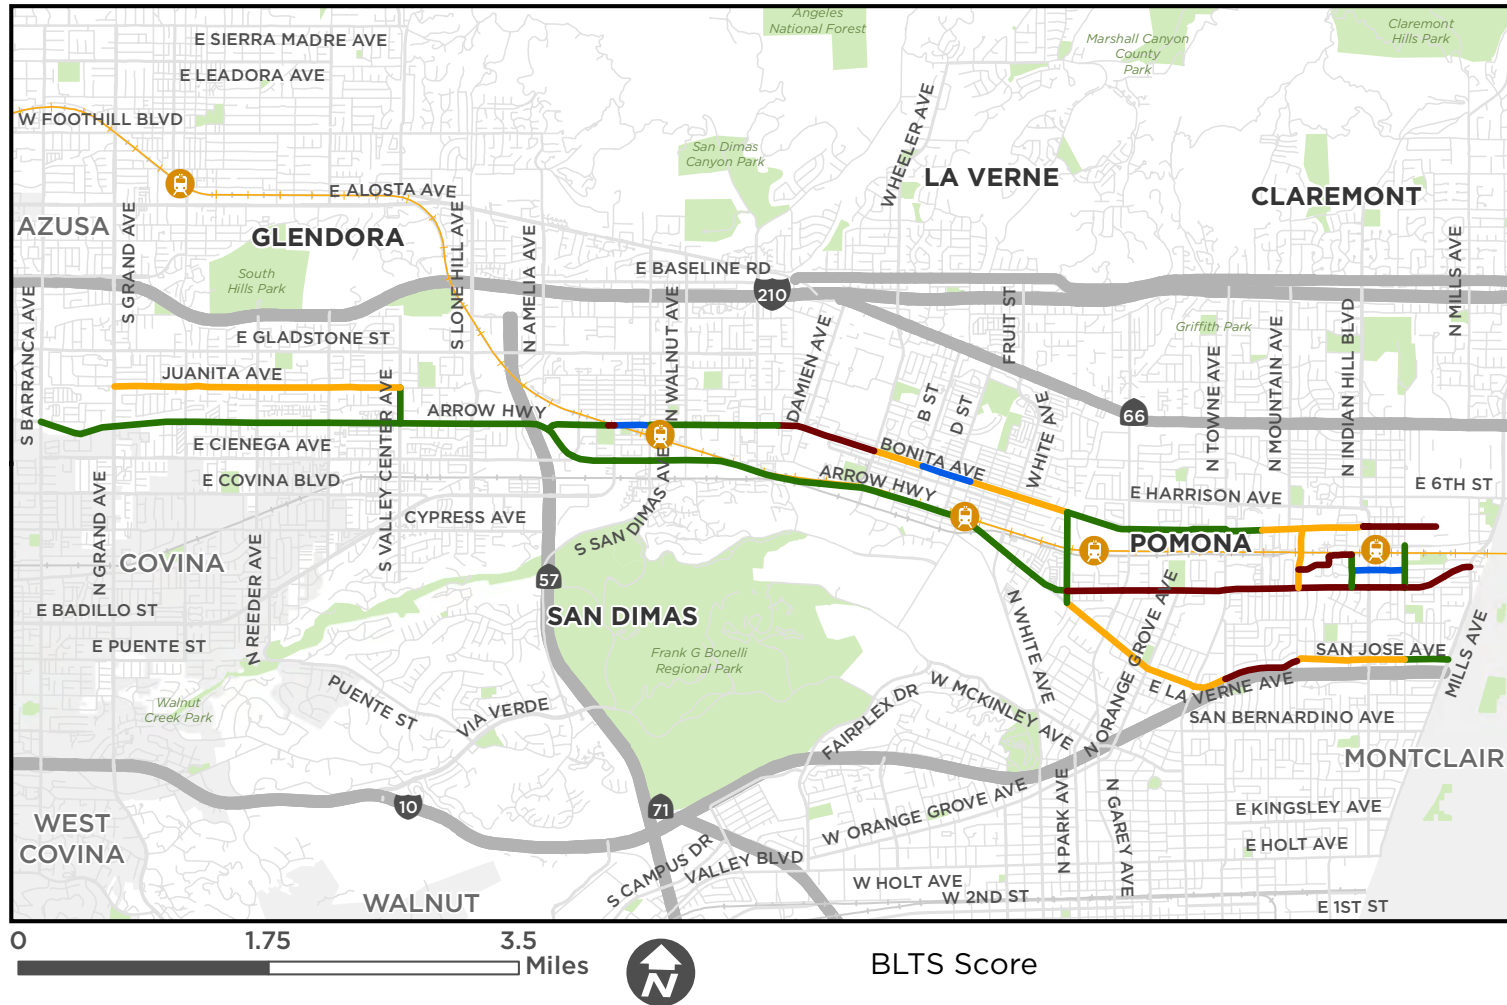 Angeles
National Forest
Claremont
Hills Park
E SIERRA MADRE AVE
Marshall Canyon
County
Park
E LEADORA AVE
W FOOTHILL BLVD
WHEELER AVE
San Dimas
Canyon Park
LA VERNE
CLAREMONT
E ALOSTA AVE
AZUSA
S GRAND AVE
GLENDORA
S LONE HILL AVE
N AMELIA AVE
N MILLS AVE
South
Hills Park
E BASELINE RD
210
S BARRANCA AVE
N WALNUT AVE
FRUIT ST
Griffith Park
N MOUNTAIN AVE
INDIAN HILL BLVD
N
E GLADSTONE ST
DAMIEN AVE
N TOWNE AVE
JUANITA AVE
S VALLEY CENTER AVE
ARROW HWY
B ST
D ST
WHITE AVE
66
E CIENEGA AVE
BONITA AVE
E COVINA BLVD
ARROW HWY
E HARRISON AVE
E 6TH ST
N GRAND AVE
CYPRESS AVE
S SAN DIMAS AVE
POMONA
COVINA
N REEDER AVE
57
E BADILLO ST
SAN DIMAS
N WHITE AVE
N ORANGE GROVE AVE
E PUENTE ST
Frank G Bonelli
Regional Park
SAN JOSE AVE
MILLS AVE
Walnut
Creek Park
PUENTE ST
VIA VERDE
FAIRPLEX DR
W MCKINLEY AVE
E LA VERNE AVE
SAN BERNARDINO AVE
MONTCLAIR
10
71
W ORANGE GROVE AVE
N PARK AVE
N GAREY AVE
E KINGSLEY AVE
WEST
COVINA
E HOLT AVE
S CAMPUS DR
VALLEY BLVD
W HOLT AVE
WALNUT
W 2ND ST
E 1ST ST
0 1.75 3.5
Miles
N
BLTS Score